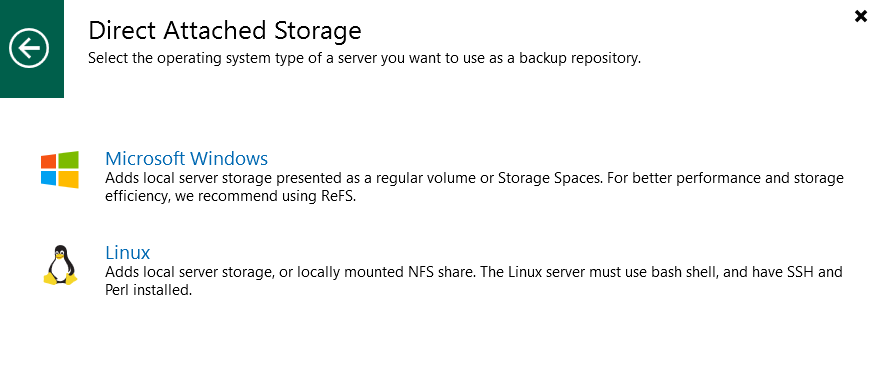 Direct Attached Storage
Select the operating system type of a server you want to use as a backup repository.
Microsoft Windows
Adds local server storage presented as a regular volume or Storage Spaces. For better performance and storage
efficiency, we recommend using ReFS.
Linux
Adds local server storage, or locally mounted NFS share. The Linux server must use bash shell, and have SSH and
Perl installed.